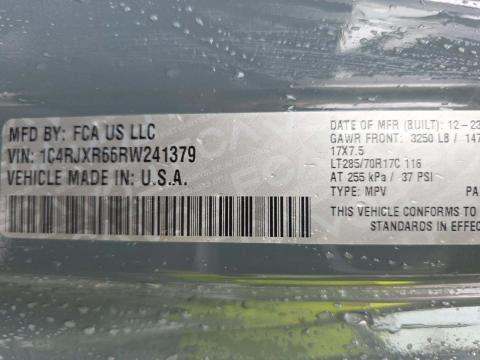 MFD BY: FCA US LLC
VIN: 1C4RJXR66RW241379
VEHICLE MADE IN: U.S.A.
DATE OF MFR (BUILT): 12-23
GAWR FRONT: 3250 LB / 147
17X7.5
LT285/70R17C 116
AT 255 kPa / 37 PSI
TYPE: MPV PA
THIS VEHICLE CONFORMS TO
STANDARDS IN EFFEC